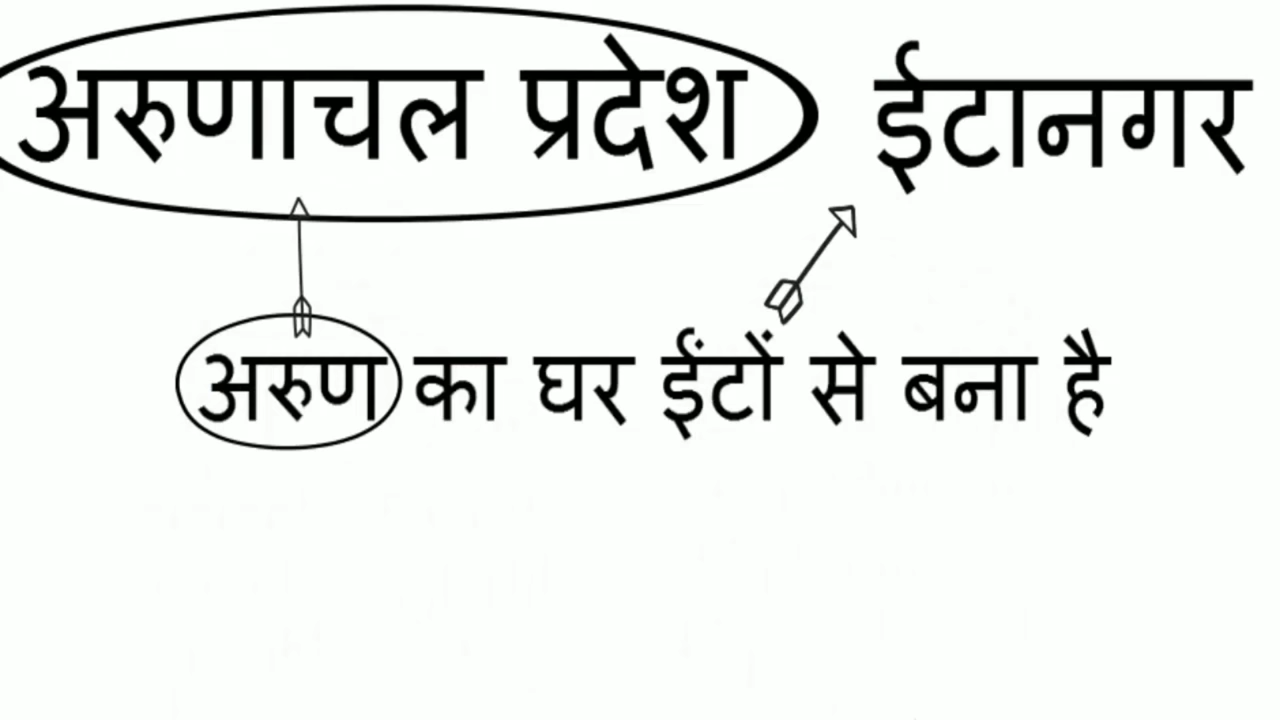 अरुणाचल प्रदेश ईटानगर
अरुण का घर ईंटों से बना है